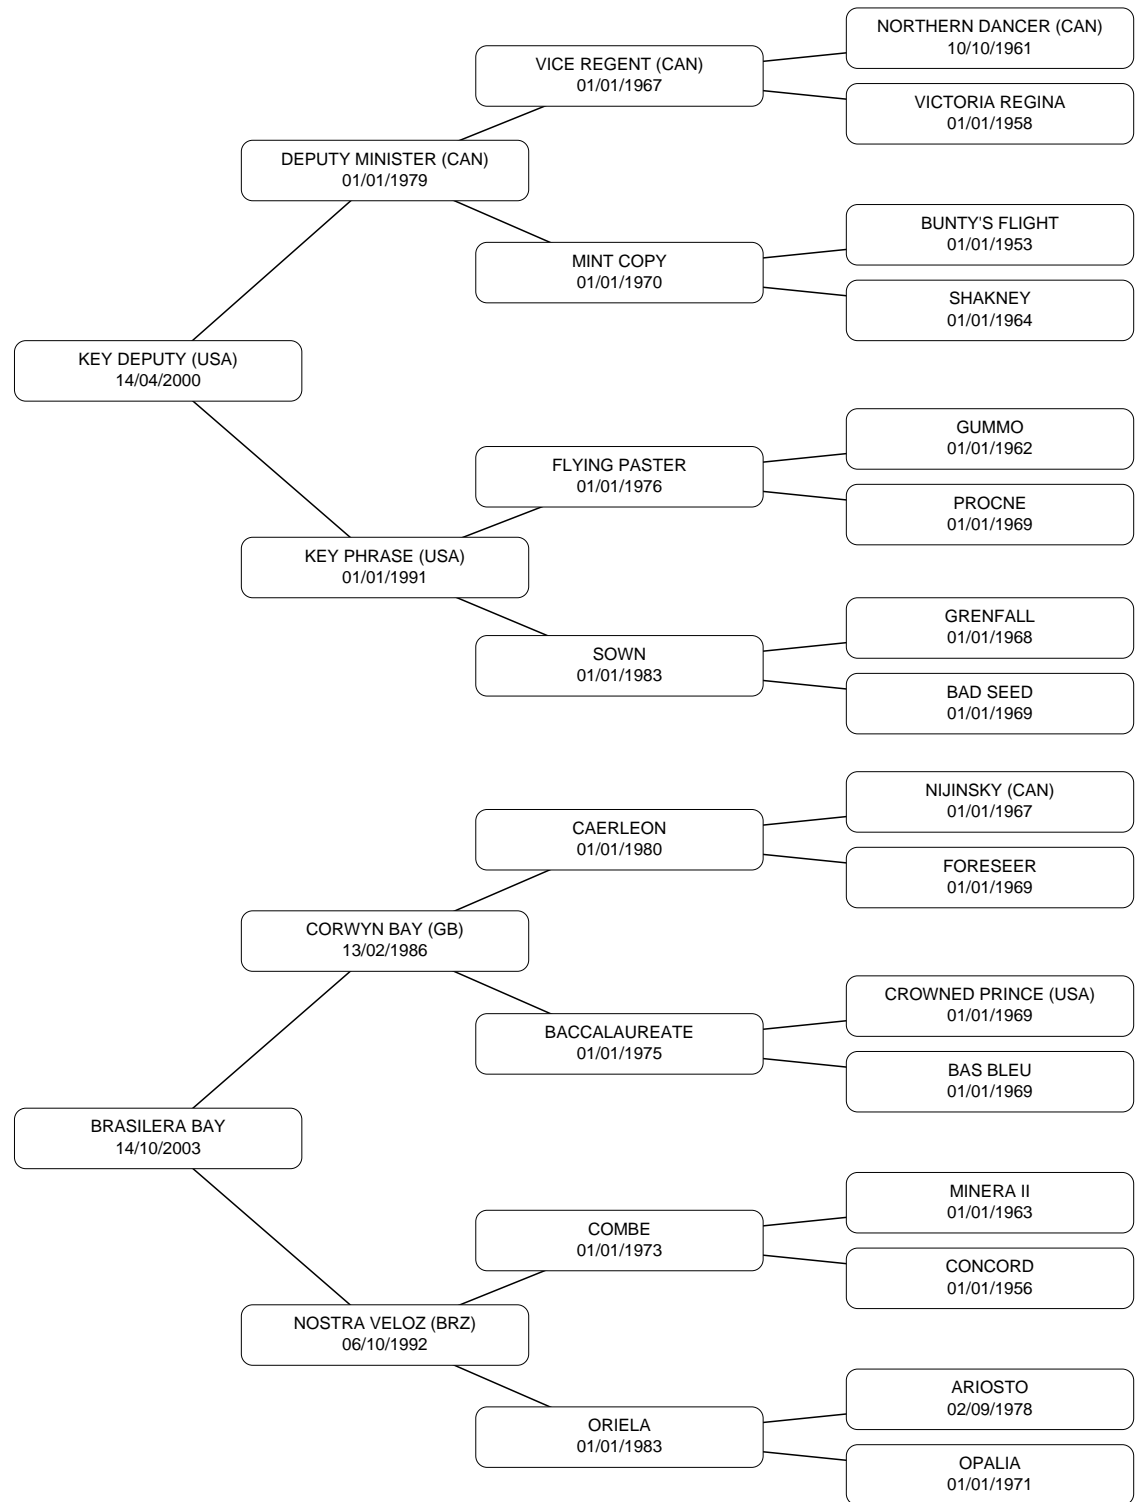 NORTHERN DANCER (CAN)
10/10/1961
VICE REGENT (CAN)
01/01/1967
VICTORIA REGINA
01/01/1958
DEPUTY MINISTER (CAN)
01/01/1979
BUNTY'S FLIGHT
01/01/1953
MINT COPY
01/01/1970
SHAKNEY
01/01/1964
KEY DEPUTY (USA)
14/04/2000
GUMMO
01/01/1962
FLYING PASTER
01/01/1976
PROCNE
01/01/1969
KEY PHRASE (USA)
01/01/1991
GRENFALL
01/01/1968
SOWN
01/01/1983
BAD SEED
01/01/1969
NIJINSKY (CAN)
01/01/1967
CAERLEON
01/01/1980
FORESEER
01/01/1969
CORWYN BAY (GB)
13/02/1986
CROWNED PRINCE (USA)
01/01/1969
BACCALAUREATE
01/01/1975
BAS BLEU
01/01/1969
BRASILERA BAY
14/10/2003
MINERA II
01/01/1963
COMBE
01/01/1973
CONCORD
01/01/1956
NOSTRA VELOZ (BRZ)
06/10/1992
ARIOSTO
02/09/1978
ORIELA
01/01/1983
OPALIA
01/01/1971